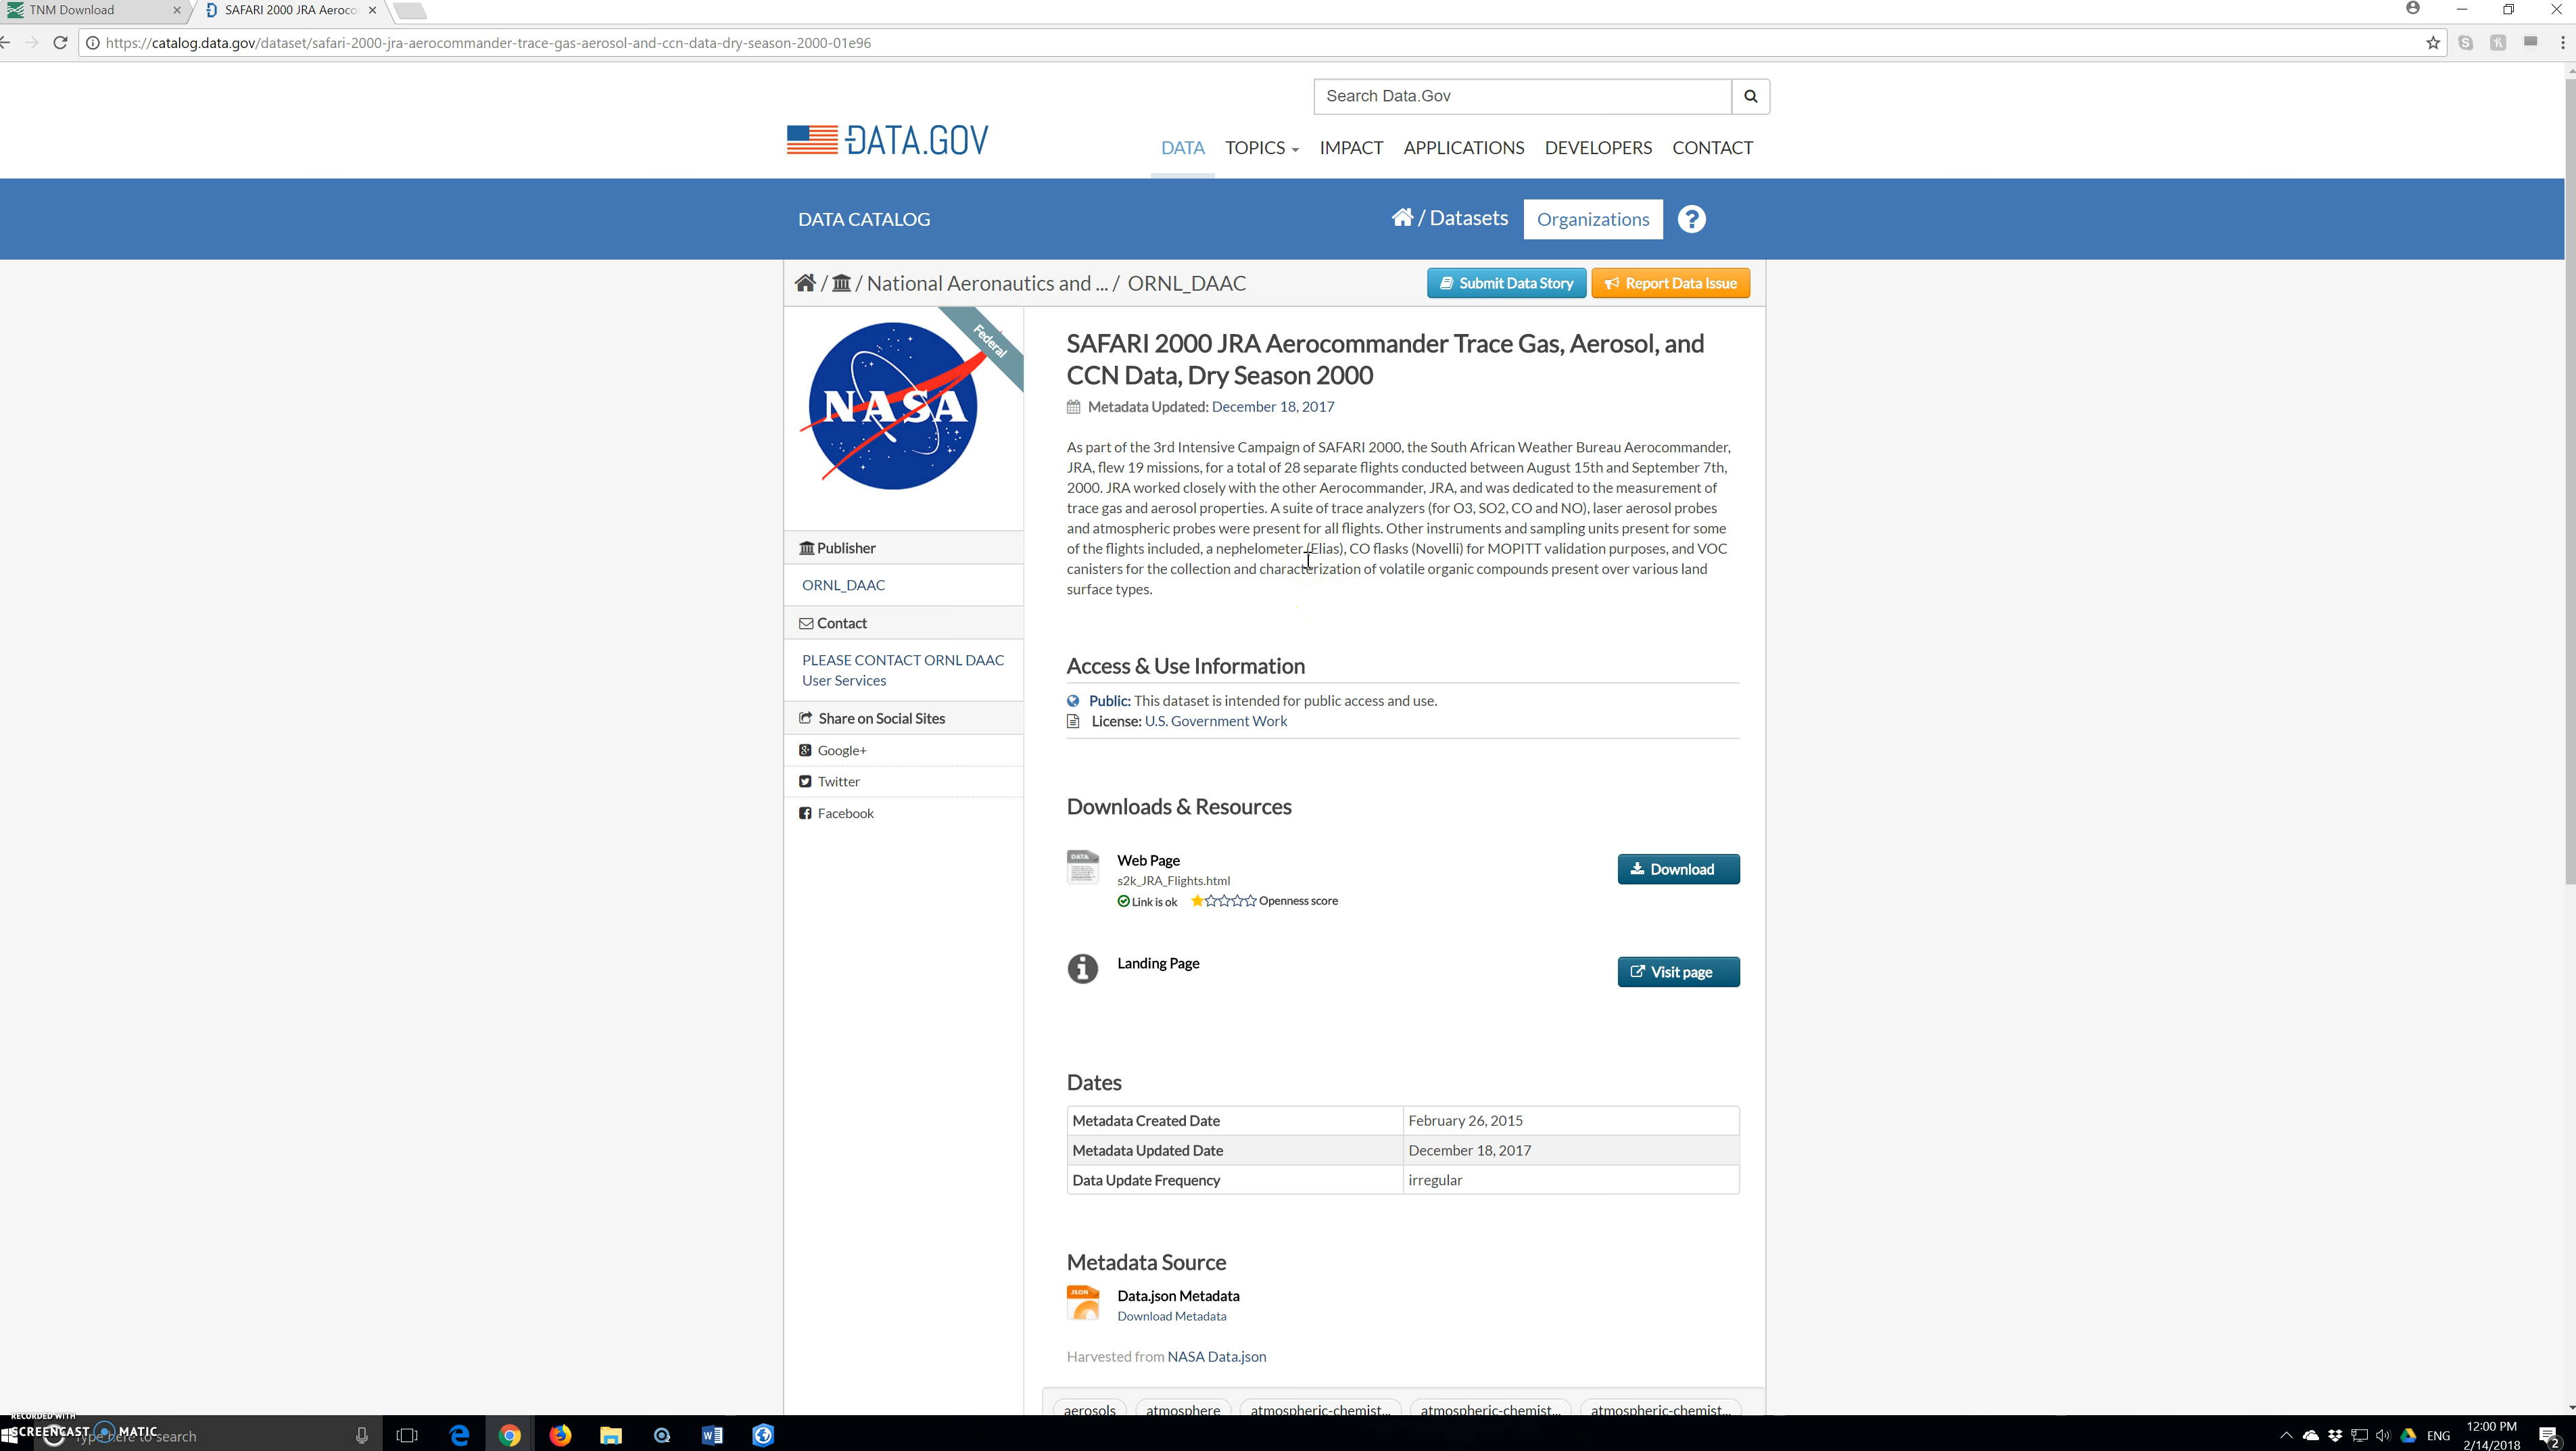 TNM Download
SAFARI 2000 JRA Aeroco
https://catalog.data.gov/dataset/safari-2000-jra-aerocommander-trace-gas-aerosol-and-ccn-data-dry-season-2000-01e96
Search Data.Gov
DATA.GOV
DATA TOPICS IMPACT APPLICATIONS DEVELOPERS CONTACT
DATA CATALOG
/ Datasets Organizations ?
/ / National Aeronautics and ... / ORNL_DAAC
Submit Data Story Report Data Issue
Federal
NASA
SAFARI 2000 JRA Aerocommander Trace Gas, Aerosol, and
CCN Data, Dry Season 2000
Metadata Updated: December 18, 2017
As part of the 3rd Intensive Campaign of SAFARI 2000, the South African Weather Bureau Aerocommander,
JRA, flew 19 missions, for a total of 28 separate flights conducted between August 15th and September 7th,
2000. JRA worked closely with the other Aerocommander, JRA, and was dedicated to the measurement of
trace gas and aerosol properties. A suite of trace analyzers (for O3, SO2, CO and NO), laser aerosol probes
and atmospheric probes were present for all flights. Other instruments and sampling units present for some
of the flights included, a nephelometer (Elias), CO flasks (Novelli) for MOPITT validation purposes, and VOC
canisters for the collection and characterization of volatile organic compounds present over various land
surface types.
Publisher
ORNL_DAAC
Contact
PLEASE CONTACT ORNL DAAC
User Services
Share on Social Sites
Google+
Twitter
Facebook
Access & Use Information
Public: This dataset is intended for public access and use.
License: U.S. Government Work
Downloads & Resources
DATA
Web Page
s2k_JRA_Flights.html
Link is ok Openness score
Download
Landing Page
Visit page
Dates
Metadata Created Date February 26, 2015
Metadata Updated Date December 18, 2017
Data Update Frequency irregular
Metadata Source
JSON
Data.json Metadata
Download Metadata
Harvested from NASA Data.json
aerosols atmosphere atmospheric-chemist... atmospheric-chemist... atmospheric-chemist...
RECORDED WITH
SCREENCAST MATIC
Type here to search
ENG
12:00 PM
2/14/2018
2